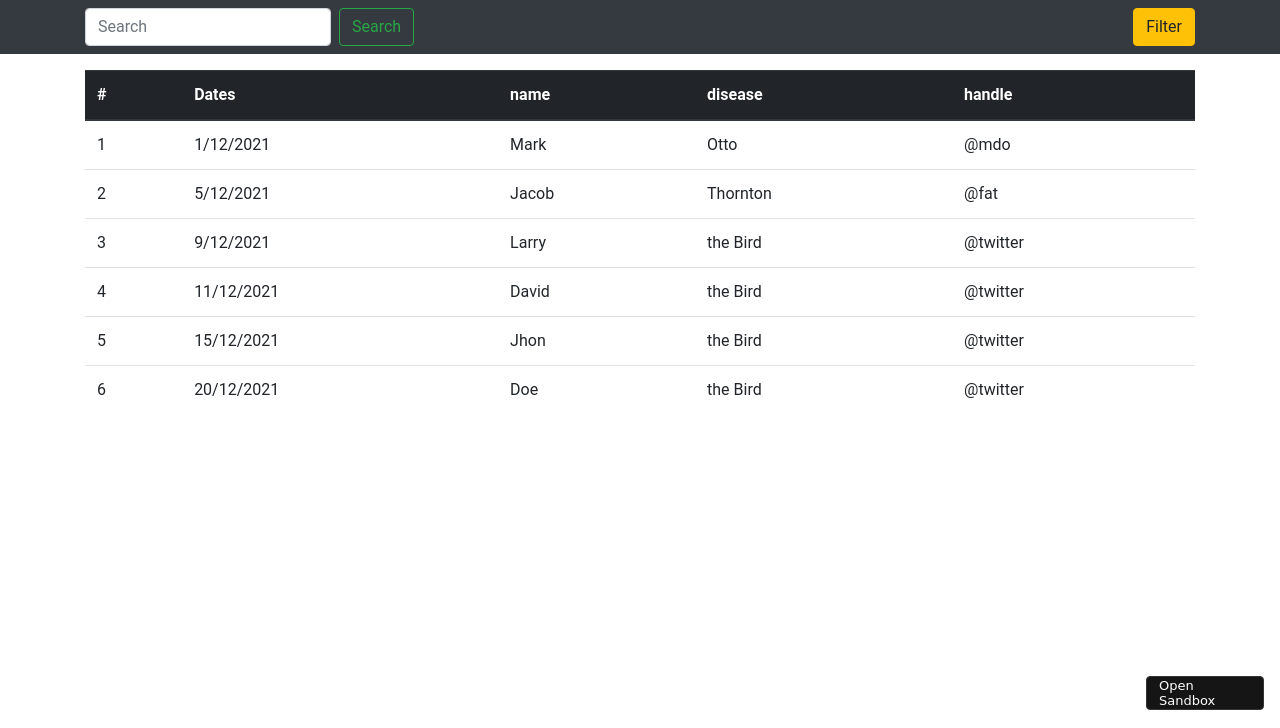 Search Search Filter
# Dates name disease handle
1 1/12/2021 Mark Otto @mdo
2 5/12/2021 Jacob Thornton @fat
3 9/12/2021 Larry the Bird @twitter
4 11/12/2021 David the Bird @twitter
5 15/12/2021 Jhon the Bird @twitter
6 20/12/2021 Doe the Bird @twitter
Open
Sandbox